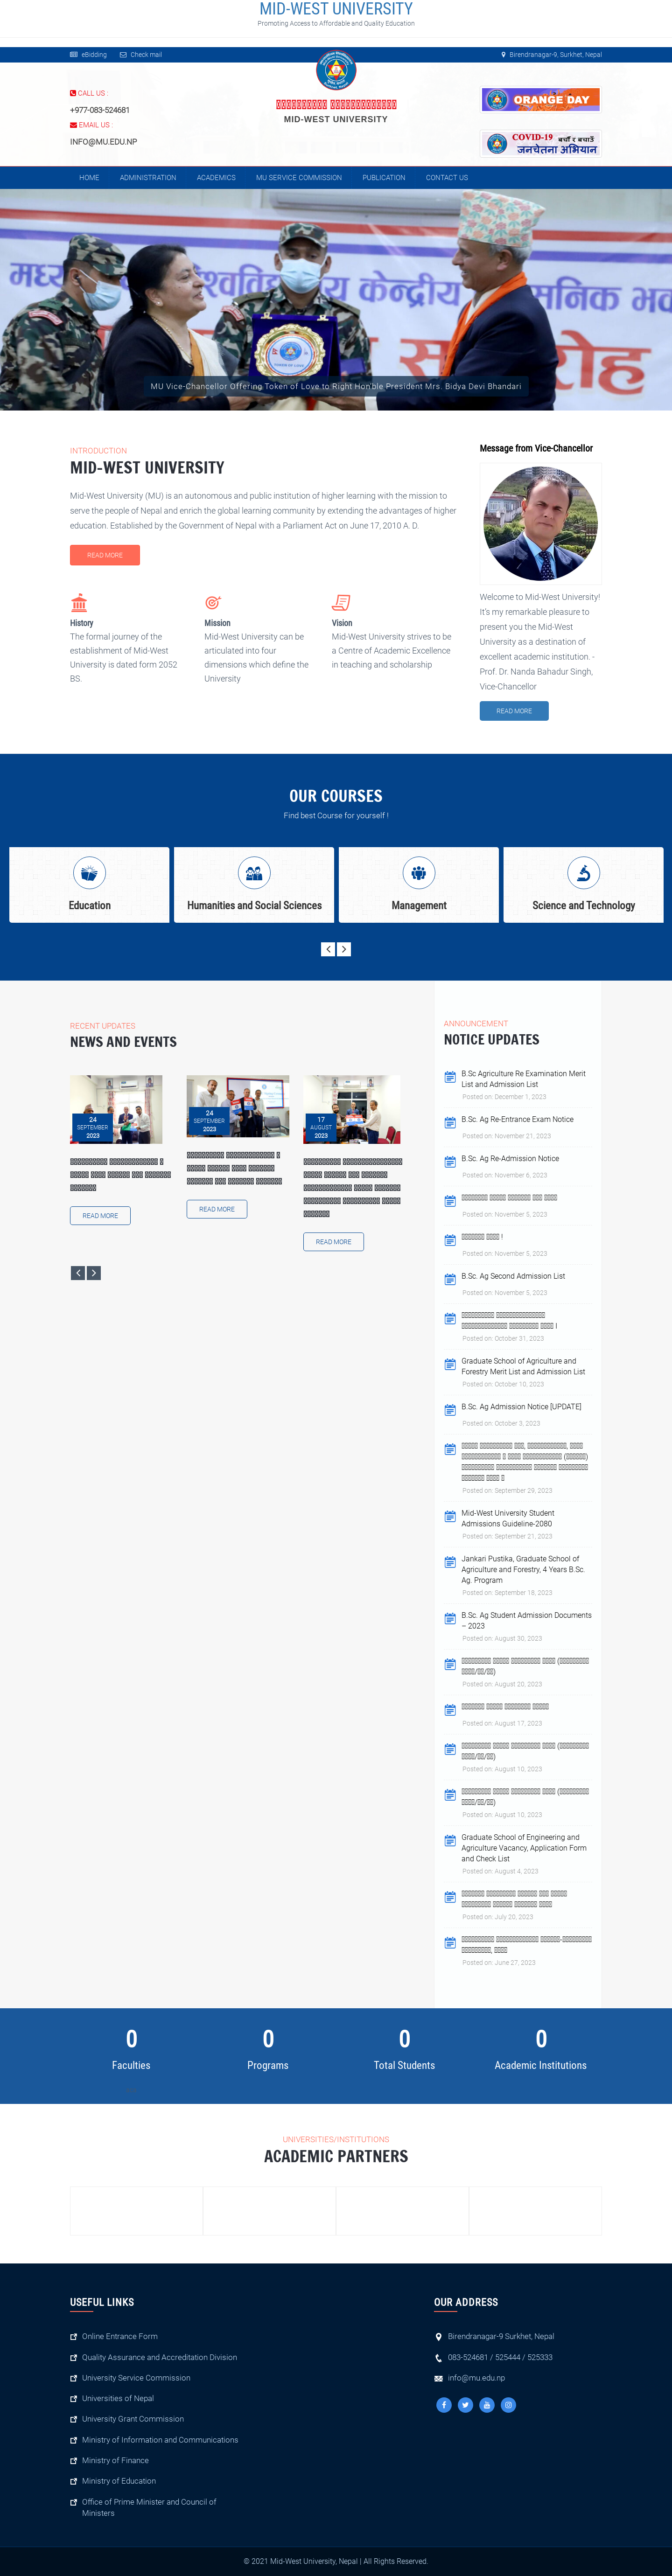 MID-WEST UNIVERSITY
Promoting Access to Affordable and Quality Education
eBidding Check mail
Birendranagar-9, Surkhet, Nepal
CALL US :
+977-083-524681
EMAIL US :
INFO@MU.EDU.NP
MID-WEST UNIVERSITY
ORANGE DAY
COVID-19 बचौं र बचाउँ
जनचेतना अभियान
HOME ADMINISTRATION ACADEMICS MU SERVICE COMMISSION PUBLICATION CONTACT US
MU Vice-Chancellor Offering Token of Love to Right Hon'ble President Mrs. Bidya Devi Bhandari
INTRODUCTION
MID-WEST UNIVERSITY
Mid-West University (MU) is an autonomous and public institution of higher learning with the mission to
serve the people of Nepal and enrich the global learning community by extending the advantages of higher
education. Established by the Government of Nepal with a Parliament Act on June 17, 2010 A. D.
READ MORE
History
The formal journey of the
establishment of Mid-West
University is dated form 2052
BS.
Mission
Mid-West University can be
articulated into four
dimensions which define the
University
Vision
Mid-West University strives to be
a Centre of Academic Excellence
in teaching and scholarship
Message from Vice-Chancellor
Welcome to Mid-West University!
It's my remarkable pleasure to
present you the Mid-West
University as a destination of
excellent academic institution. -
Prof. Dr. Nanda Bahadur Singh,
Vice-Chancellor
READ MORE
OUR COURSES
Find best Course for yourself !
Education
Humanities and Social Sciences
Management
Science and Technology
RECENT UPDATES
NEWS AND EVENTS
24
SEPTEMBER
2023
READ MORE
24
SEPTEMBER
2023
READ MORE
17
AUGUST
2023
READ MORE
ANNOUNCEMENT
NOTICE UPDATES
B.Sc Agriculture Re Examination Merit
List and Admission List
Posted on: December 1, 2023
B.Sc. Ag Re-Entrance Exam Notice
Posted on: November 21, 2023
B.Sc. Ag Re-Admission Notice
Posted on: November 6, 2023
Posted on: November 5, 2023
Posted on: November 5, 2023
B.Sc. Ag Second Admission List
Posted on: November 5, 2023
Posted on: October 31, 2023
Graduate School of Agriculture and
Forestry Merit List and Admission List
Posted on: October 10, 2023
B.Sc. Ag Admission Notice [UPDATE]
Posted on: October 3, 2023
Posted on: September 29, 2023
Mid-West University Student
Admissions Guideline-2080
Posted on: September 21, 2023
Jankari Pustika, Graduate School of
Agriculture and Forestry, 4 Years B.Sc.
Ag. Program
Posted on: September 18, 2023
B.Sc. Ag Student Admission Documents
– 2023
Posted on: August 30, 2023
Posted on: August 20, 2023
Posted on: August 17, 2023
Posted on: August 10, 2023
Posted on: August 10, 2023
Graduate School of Engineering and
Agriculture Vacancy, Application Form
and Check List
Posted on: August 4, 2023
Posted on: July 20, 2023
Posted on: June 27, 2023
0 0 0 0
Faculties Programs Total Students Academic Institutions
UNIVERSITIES/INSTITUTIONS
ACADEMIC PARTNERS
USEFUL LINKS
Online Entrance Form
Quality Assurance and Accreditation Division
University Service Commission
Universities of Nepal
University Grant Commission
Ministry of Information and Communications
Ministry of Finance
Ministry of Education
Office of Prime Minister and Council of
Ministers
OUR ADDRESS
Birendranagar-9 Surkhet, Nepal
083-524681 / 525444 / 525333
info@mu.edu.np
© 2021 Mid-West University, Nepal | All Rights Reserved.